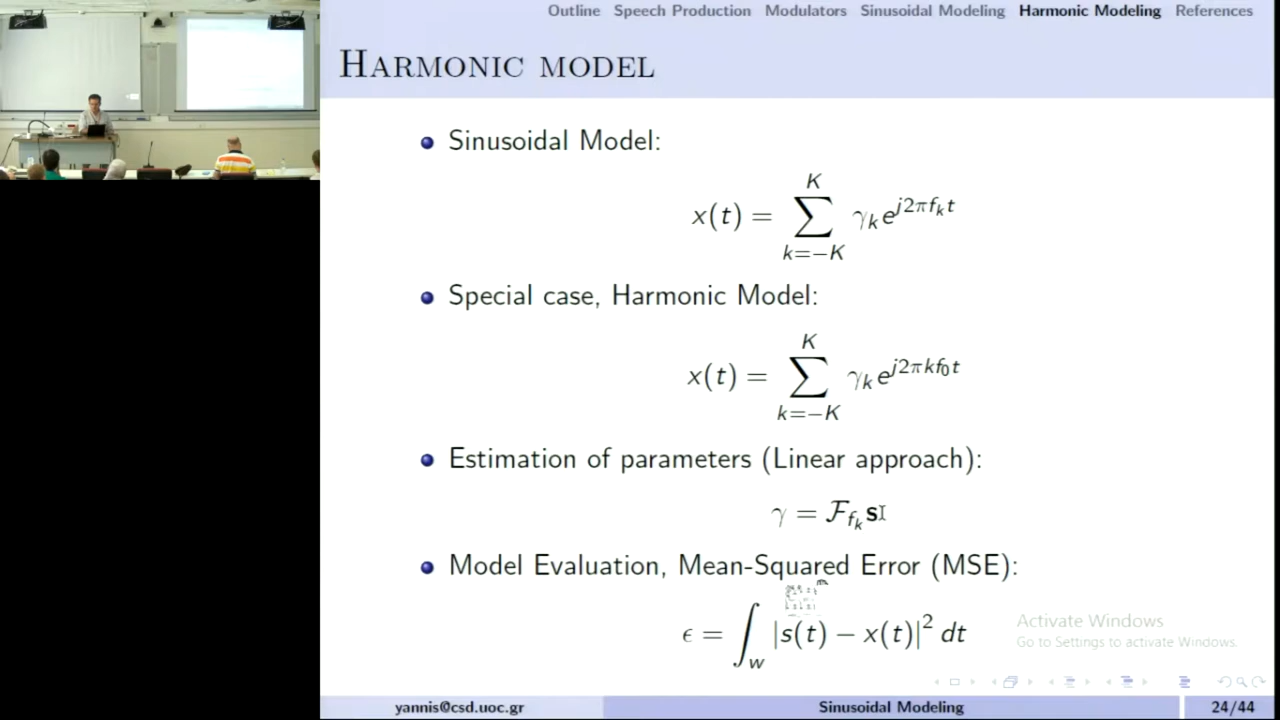 Outline Speech Production Modulators Sinusoidal Modeling Harmonic Modeling References
HARMONIC MODEL
Sinusoidal Model:
x(t) = ∑_{k=−K}^{K} γ_k e^{j2πf_k t}
Special case, Harmonic Model:
x(t) = ∑_{k=−K}^{K} γ_k e^{j2πkf_0 t}
Estimation of parameters (Linear approach):
γ = ℱ_{f_k} s
Model Evaluation, Mean-Squared Error (MSE):
ϵ = ∫_w |s(t) − x(t)|² dt
Activate Windows
Go to Settings to activate Windows.
yannis@csd.uoc.gr Sinusoidal Modeling 24/44